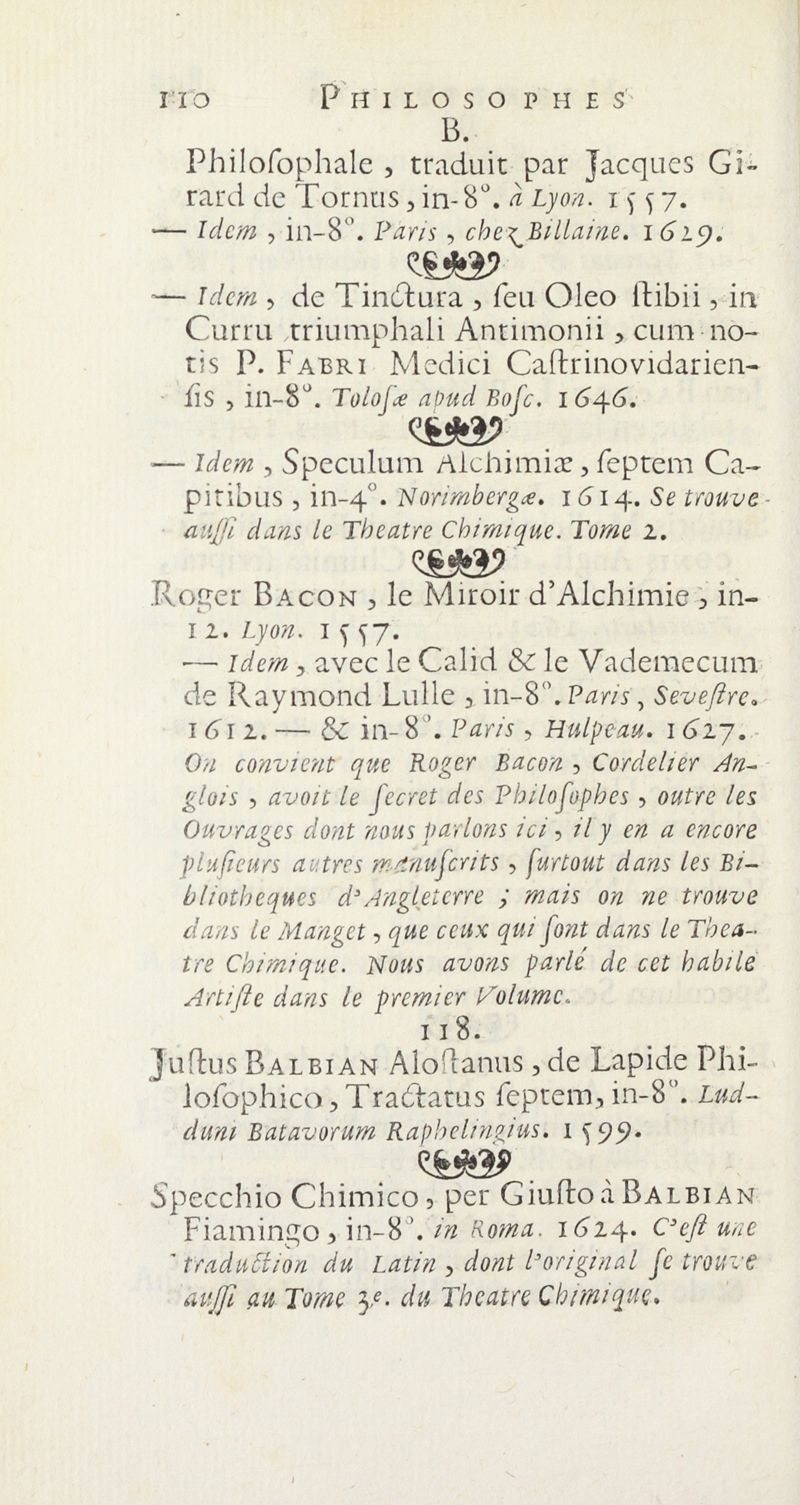 110 PHILOSOPHES
B.
Philoſophale , traduit par Jacques Gi-
rard de Tornus , in-8°. à Lyon. 1557.
— Idem , in-8°. Paris , chez Billaine. 1629.
— Idem , de Tinctura , ſeu Oleo ſtibii , in
Curru triumphali Antimonii , cum no-
tis P. FABRI Medici Caſtrinovidarien-
ſis , in-8°. Toloſæ apud Boſc. 1646.
— Idem , Speculum Alchimiæ , ſeptem Ca-
pitibus , in-4°. Norimbergæ. 1614. Se trouve
auſſi dans le Theatre Chimique. Tome 2.
Roger BACON , le Miroir d'Alchimie , in-
12. Lyon. 1557.
— Idem , avec le Calid & le Vademecum
de Raymond Lulle , in-8°. Paris , Seveſtre.
1612. — & in-8°. Paris , Hulpeau. 1627.
On convient que Roger Bacon , Cordelier An-
glois , avoit le ſecret des Philoſophes , outre les
Ouvrages dont nous parlons ici , il y en a encore
pluſieurs autres manuſcrits , ſurtout dans les Bi-
bliotheques d'Angleterre ; mais on ne trouve
dans le Manget , que ceux qui ſont dans le Thea-
tre Chimique. Nous avons parlé de cet habile
Artiſte dans le premier Volume.
118.
Juſtus BALBIAN Aloſtanus , de Lapide Phi-
loſophico , Tractatus ſeptem, in-8°. Lud-
duni Batavorum Raphelingius. 1599.
Specchio Chimico , per Giuſto à BALBIAN
Fiamingo , in-8°. in Roma. 1624. C'eſt une
traduction du Latin , dont l'original ſe trouve
auſſi au Tome 3e. du Theatre Chimique.